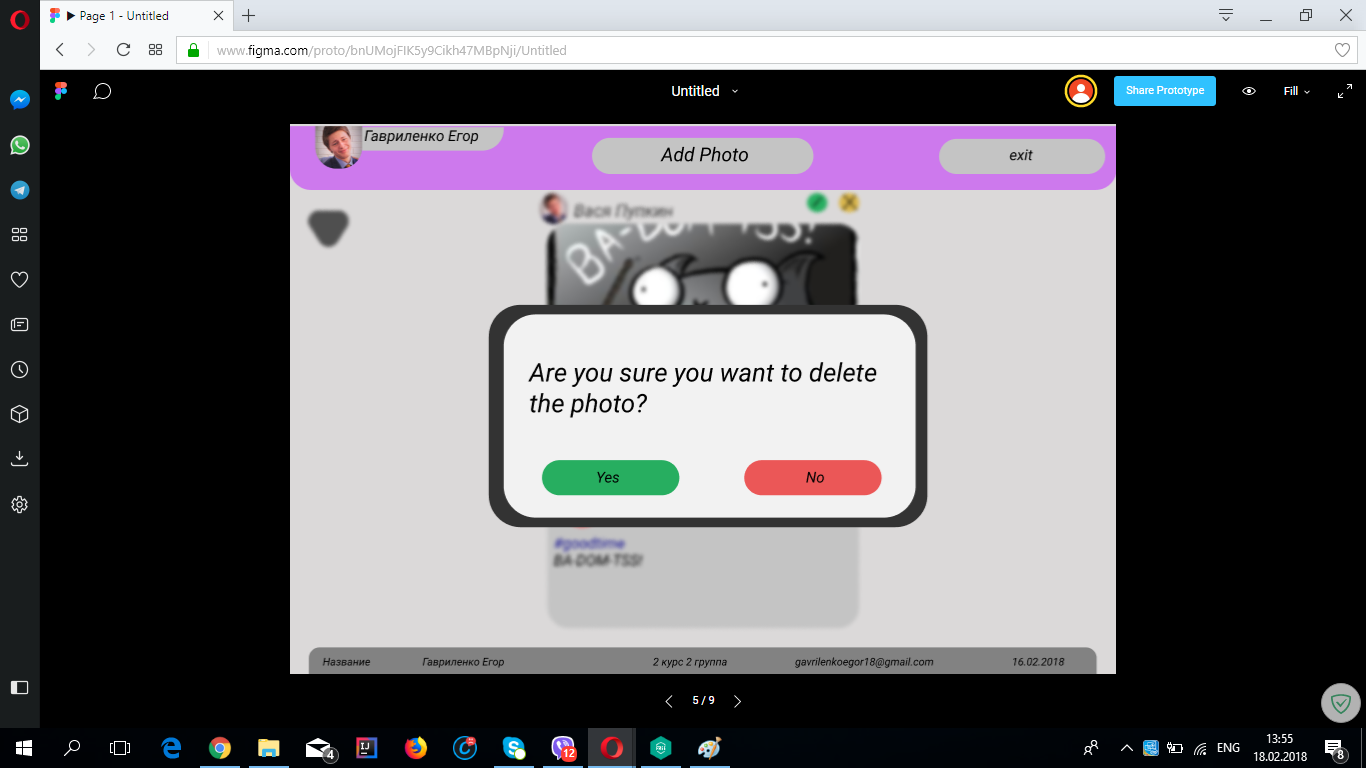 ▶ Page 1 - Untitled
www.figma.com/proto/bnUMojFIK5y9Cikh47MBpNji/Untitled
Untitled
Share Prototype
Fill
Гавриленко Егор
Add Photo
exit
Вася Пупкин
BA-DOM-TSS!
Are you sure you want to delete
the photo?
Yes
No
#goodtime
BA-DOM-TSS!
Название
Гавриленко Егор
2 курс 2 группа
gavrilenkoegor18@gmail.com
16.02.2018
5 / 9
4
IJ
12
ENG
13:55
18.02.2018
8